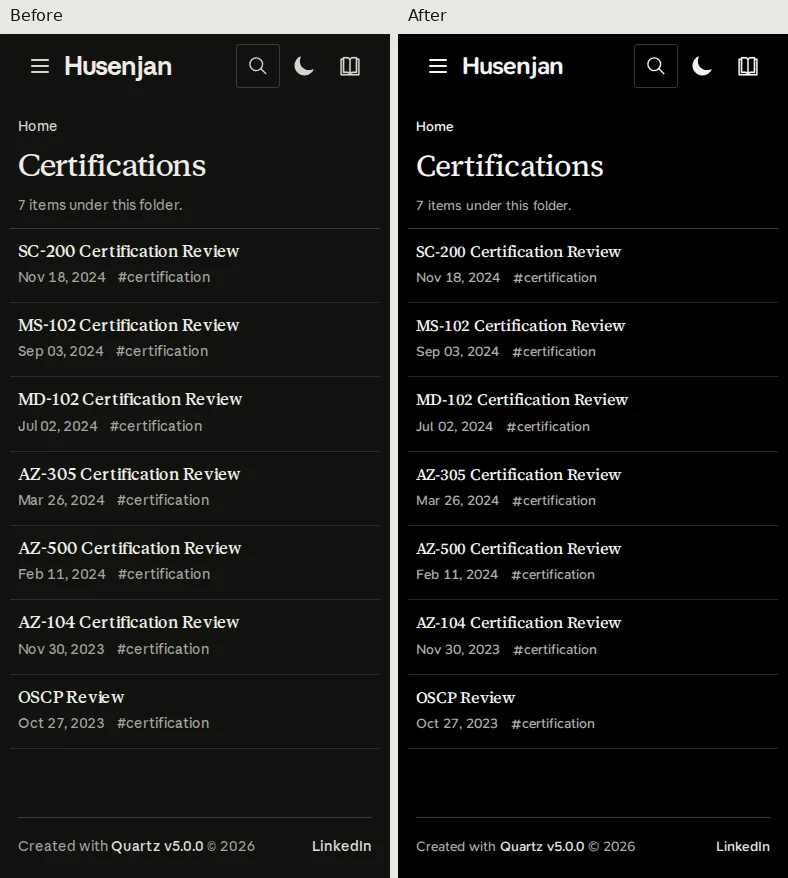 Before
Husenjan
Home
Certifications
7 items under this folder.
SC-200 Certification Review
Nov 18, 2024 #certification
MS-102 Certification Review
Sep 03, 2024 #certification
MD-102 Certification Review
Jul 02, 2024 #certification
AZ-305 Certification Review
Mar 26, 2024 #certification
AZ-500 Certification Review
Feb 11, 2024 #certification
AZ-104 Certification Review
Nov 30, 2023 #certification
OSCP Review
Oct 27, 2023 #certification
Created with Quartz v5.0.0 © 2026 LinkedIn
After
Husenjan
Home
Certifications
7 items under this folder.
SC-200 Certification Review
Nov 18, 2024 #certification
MS-102 Certification Review
Sep 03, 2024 #certification
MD-102 Certification Review
Jul 02, 2024 #certification
AZ-305 Certification Review
Mar 26, 2024 #certification
AZ-500 Certification Review
Feb 11, 2024 #certification
AZ-104 Certification Review
Nov 30, 2023 #certification
OSCP Review
Oct 27, 2023 #certification
Created with Quartz v5.0.0 © 2026 LinkedIn